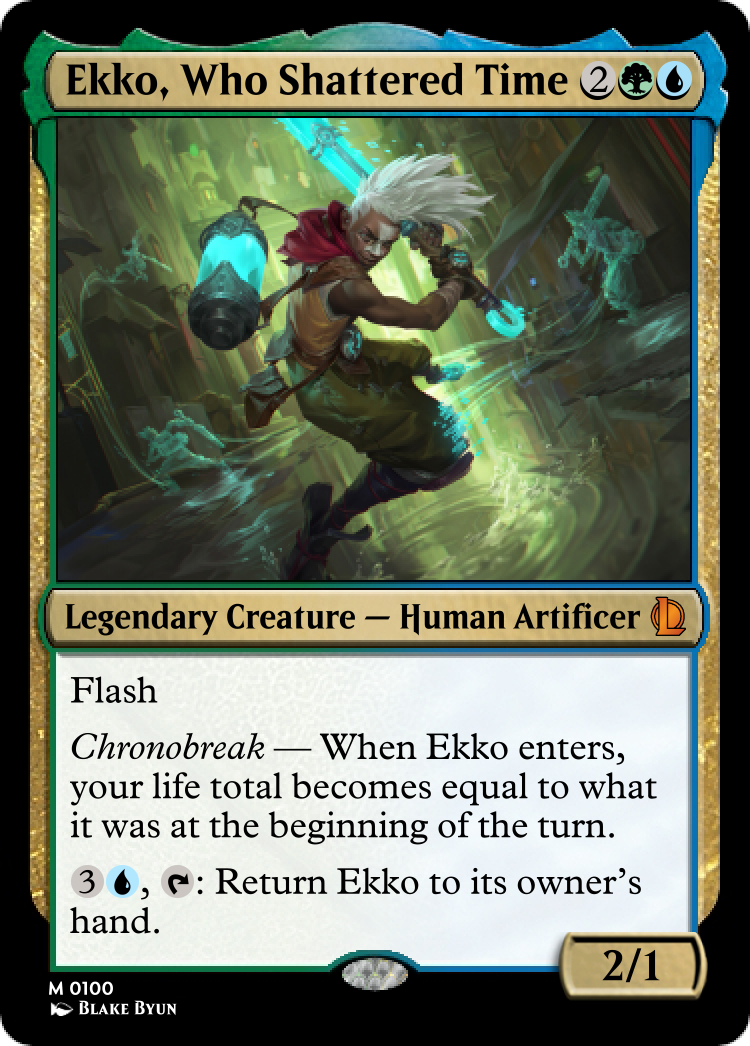 Ekko, Who Shattered Time 2
Legendary Creature — Human Artificer
Flash
Chronobreak — When Ekko enters,
your life total becomes equal to what
it was at the beginning of the turn.
3, : Return Ekko to its owner's
hand.
2/1
M 0100
Blake Byun